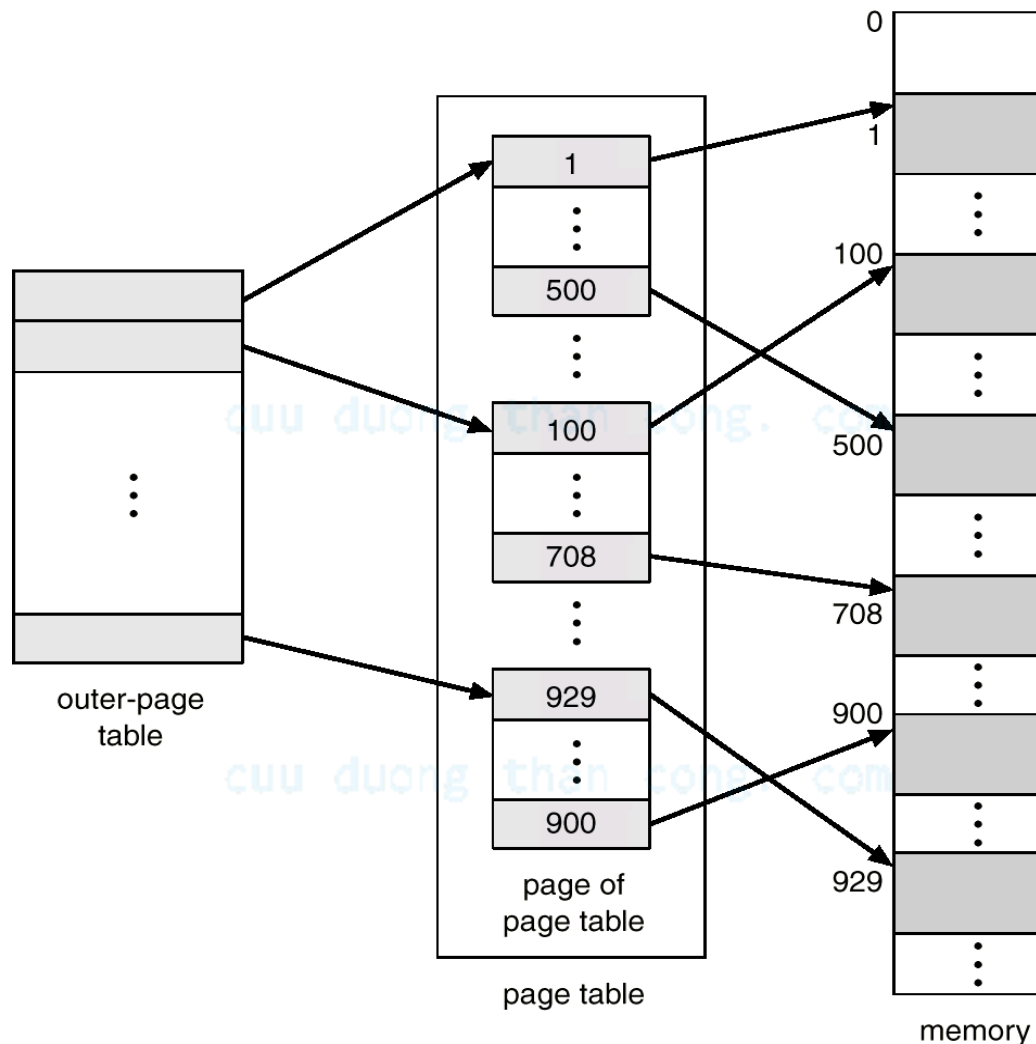 0
1
1
100
500
500
100
708
708
929
900
900
929
outer-page
table
page of
page table
page table
memory
cuu duong than cong. com
cuu duong than cong. com